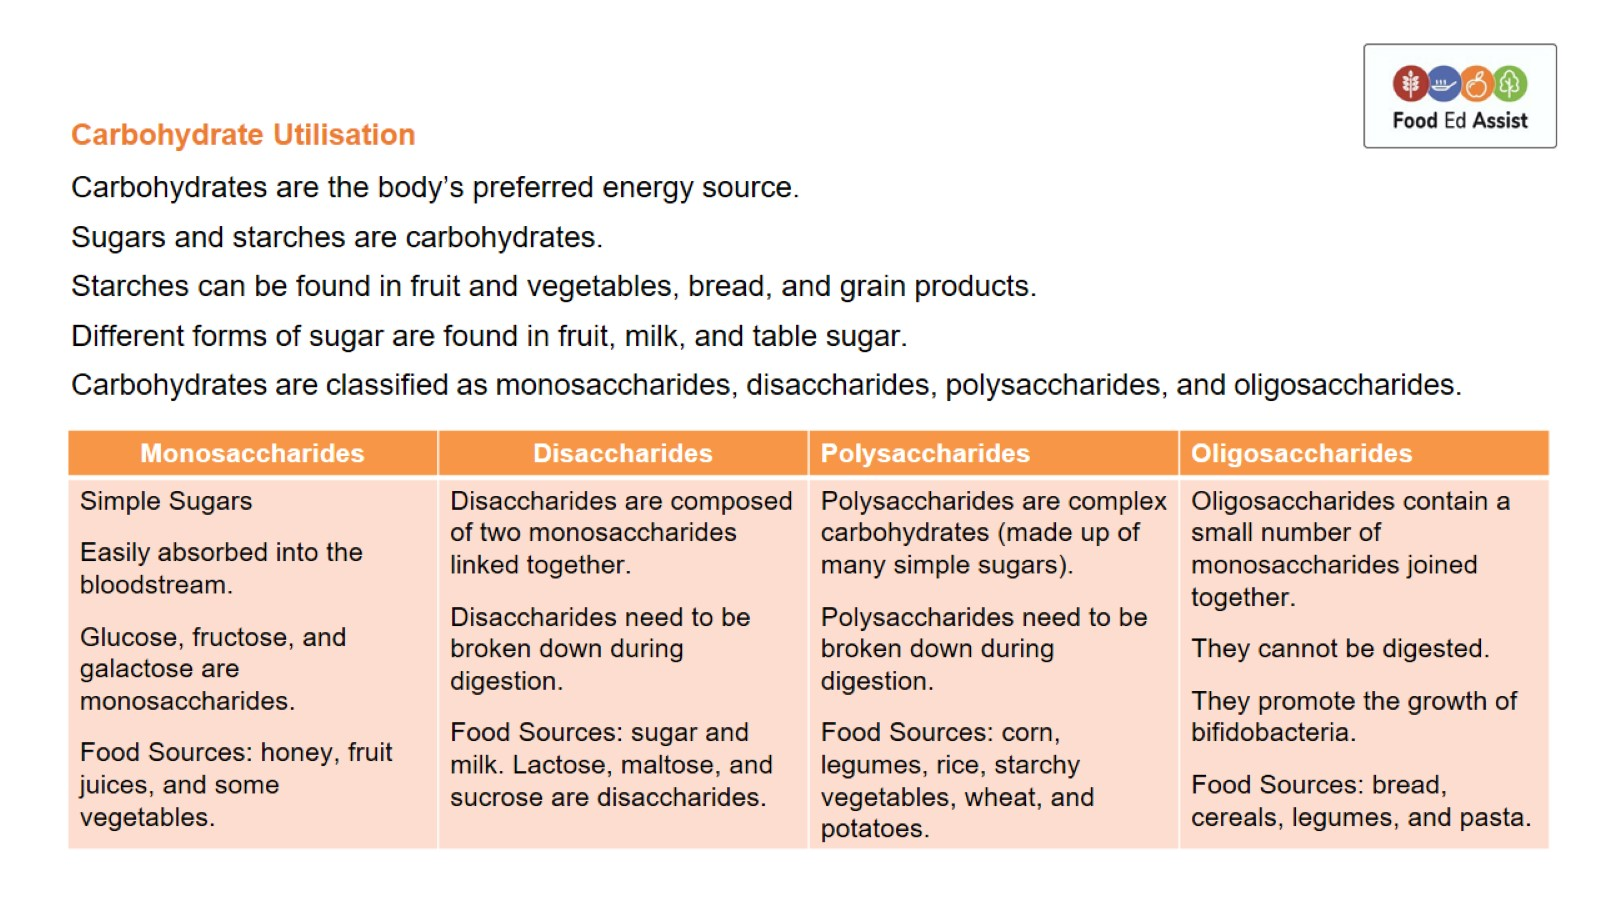 Food Ed Assist
Carbohydrate Utilisation
Carbohydrates are the body’s preferred energy source.
Sugars and starches are carbohydrates.
Starches can be found in fruit and vegetables, bread, and grain products.
Different forms of sugar are found in fruit, milk, and table sugar.
Carbohydrates are classified as monosaccharides, disaccharides, polysaccharides, and oligosaccharides.
Monosaccharides
Simple Sugars
Easily absorbed into the
bloodstream.
Glucose, fructose, and
galactose are
monosaccharides.
Food Sources: honey, fruit
juices, and some
vegetables.
Disaccharides
Disaccharides are composed
of two monosaccharides
linked together.
Disaccharides need to be
broken down during
digestion.
Food Sources: sugar and
milk. Lactose, maltose, and
sucrose are disaccharides.
Polysaccharides
Polysaccharides are complex
carbohydrates (made up of
many simple sugars).
Polysaccharides need to be
broken down during
digestion.
Food Sources: corn,
legumes, rice, starchy
vegetables, wheat, and
potatoes.
Oligosaccharides
Oligosaccharides contain a
small number of
monosaccharides joined
together.
They cannot be digested.
They promote the growth of
bifidobacteria.
Food Sources: bread,
cereals, legumes, and pasta.